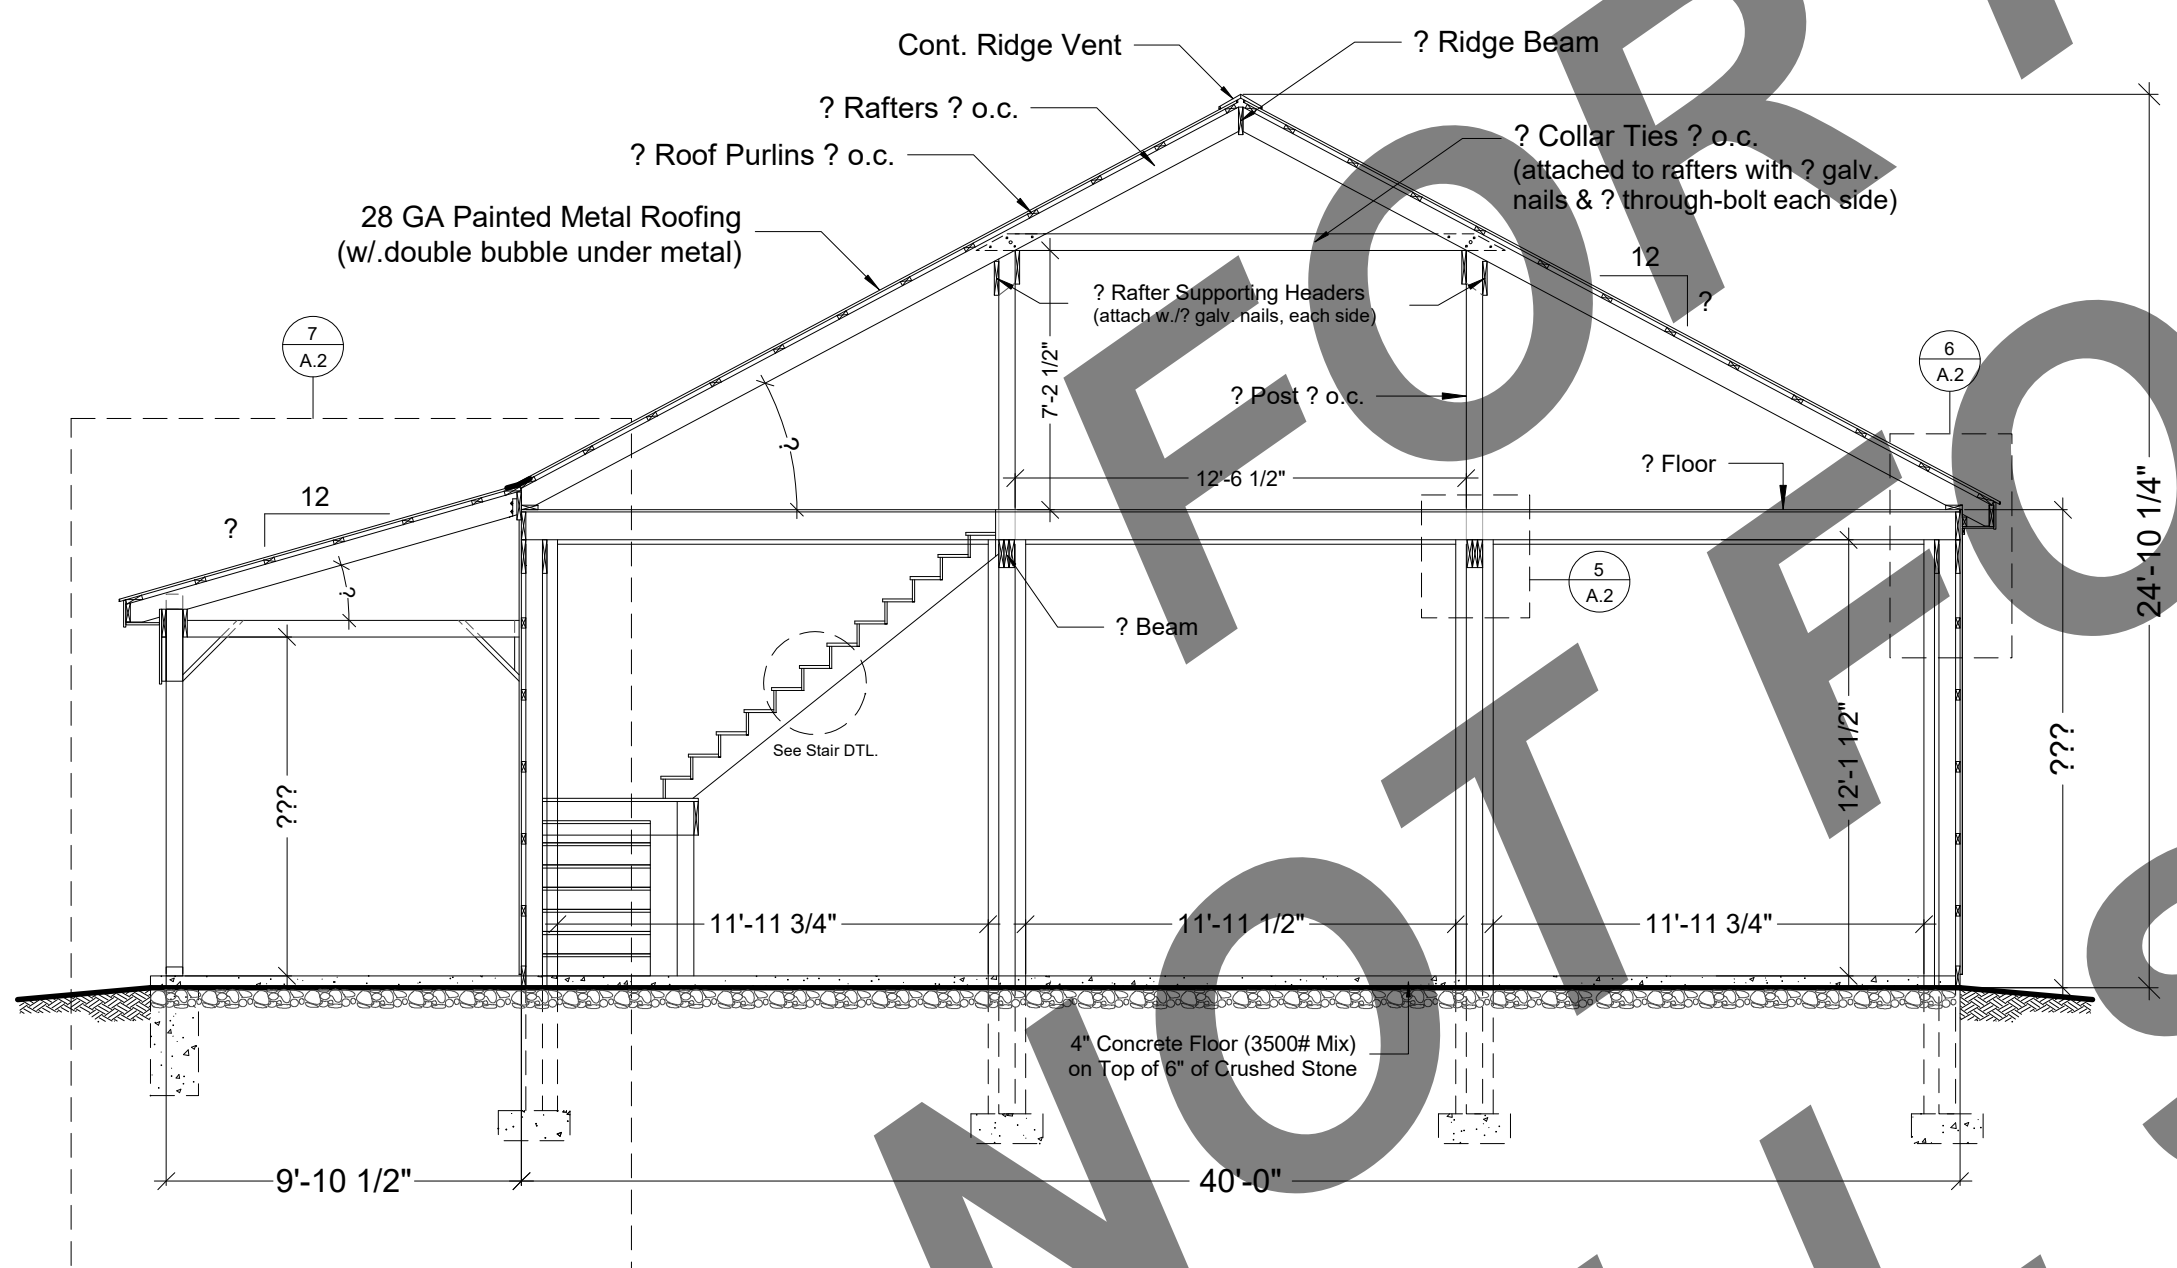 Cont. Ridge Vent
? Ridge Beam
? Rafters ? o.c.
? Roof Purlins ? o.c.
? Collar Ties ? o.c.
(attached to rafters with ? galv.
nails & ? through-bolt each side)
28 GA Painted Metal Roofing
(w/.double bubble under metal)
12
?
? Rafter Supporting Headers
(attach w./? galv. nails, each side)
7
A.2
6
A.2
7'-2 1/2"
? Post ? o.c.
?
12'-6 1/2"
? Floor
24'-10 1/4"
12
?
?
5
A.2
? Beam
See Stair DTL.
???
12'-1 1/2"
???
11'-11 3/4"
11'-11 1/2"
11'-11 3/4"
4" Concrete Floor (3500# Mix)
on Top of 6" of Crushed Stone
9'-10 1/2"
40'-0"
FOR
NOT FO